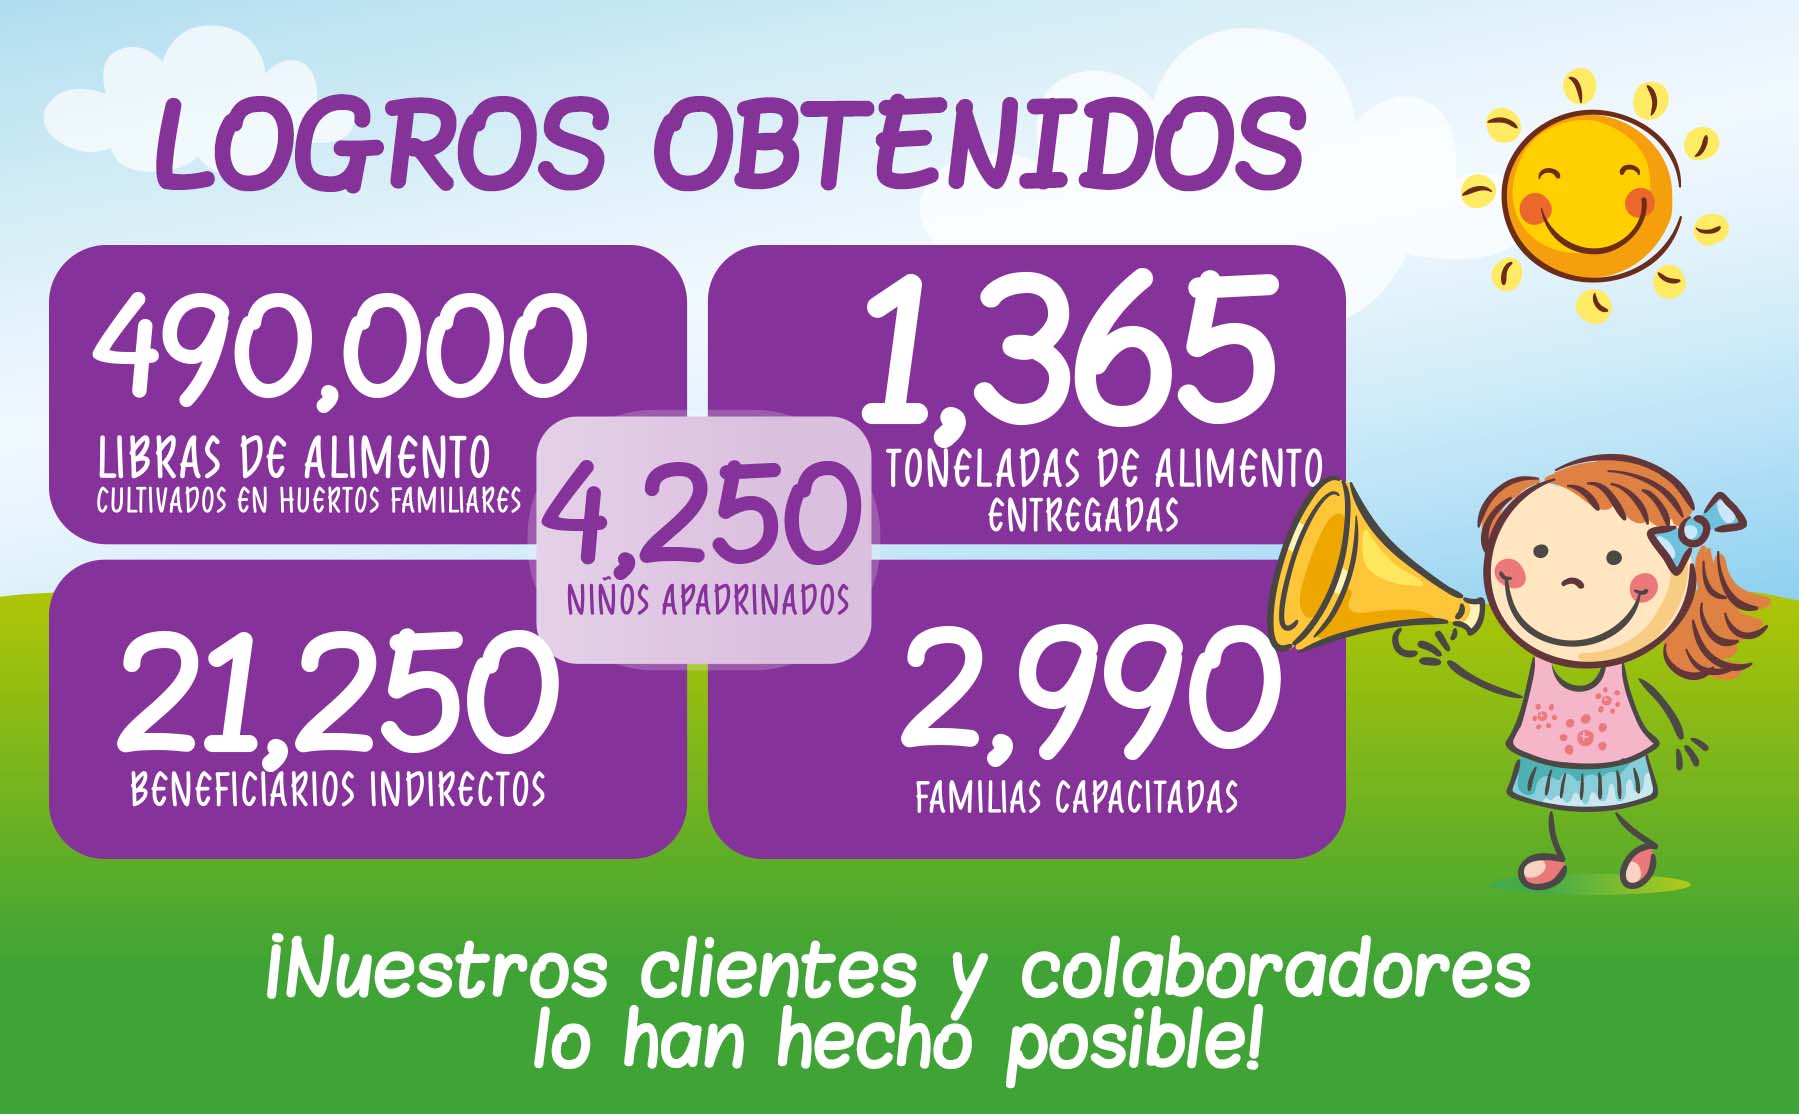 LOGROS OBTENIDOS
490,000
LIBRAS DE ALIMENTO
CULTIVADOS EN HUERTOS FAMILIARES
1,365
TONELADAS DE ALIMENTO
ENTREGADAS
4,250
NIÑOS APADRINADOS
21,250
BENEFICIARIOS INDIRECTOS
2,990
FAMILIAS CAPACITADAS
¡Nuestros clientes y colaboradores
lo han hecho posible!